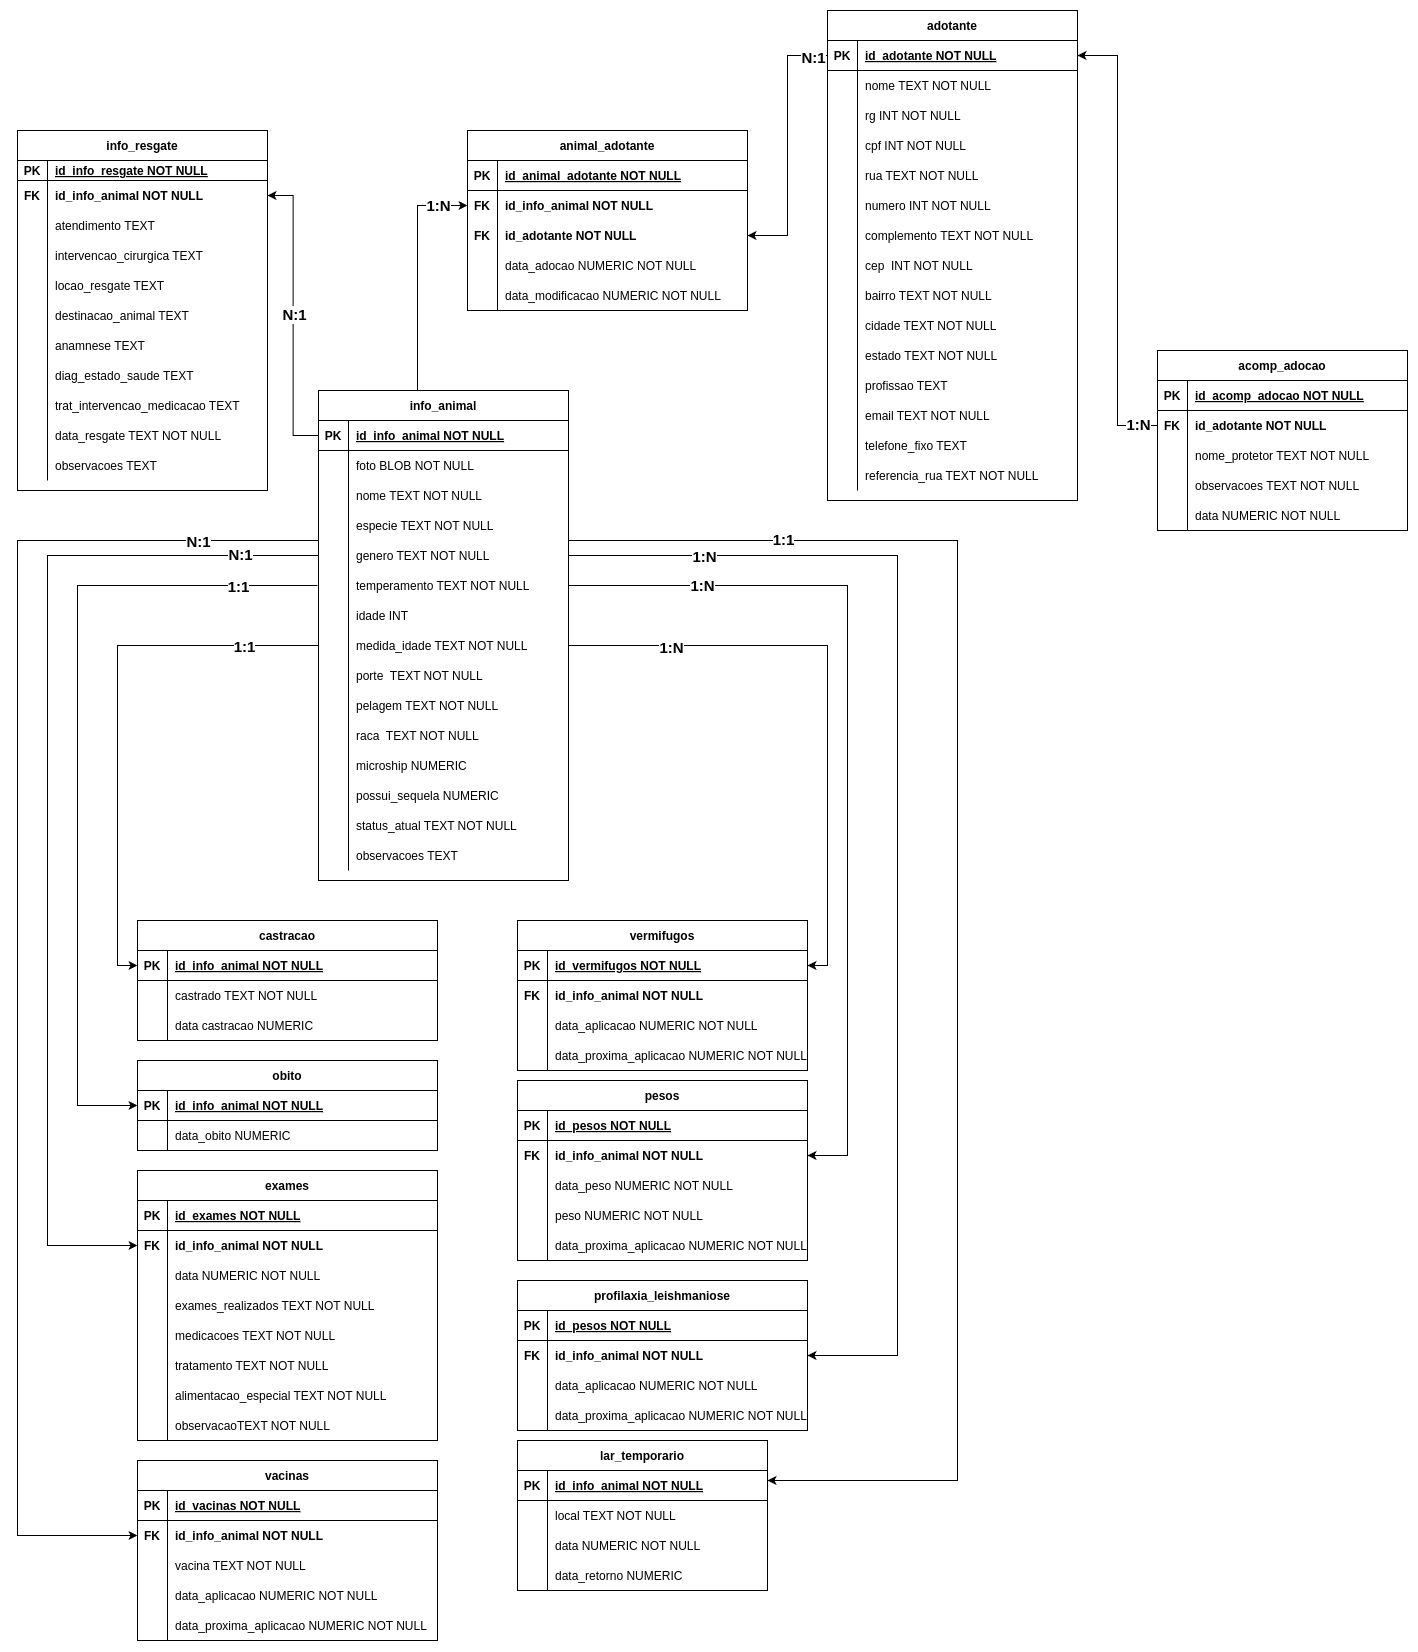 adotante
N:1
PK id_adotante NOT NULL
nome TEXT NOT NULL
rg INT NOT NULL
cpf INT NOT NULL
rua TEXT NOT NULL
numero INT NOT NULL
complemento TEXT NOT NULL
cep INT NOT NULL
bairro TEXT NOT NULL
cidade TEXT NOT NULL
estado TEXT NOT NULL
profissao TEXT
email TEXT NOT NULL
telefone_fixo TEXT
referencia_rua TEXT NOT NULL
info_resgate
PK id_info_resgate NOT NULL
FK id_info_animal NOT NULL
atendimento TEXT
intervencao_cirurgica TEXT
locao_resgate TEXT
destinacao_animal TEXT
anamnese TEXT
diag_estado_saude TEXT
trat_intervencao_medicacao TEXT
data_resgate TEXT NOT NULL
observacoes TEXT
N:1
animal_adotante
PK id_animal_adotante NOT NULL
1:N
FK id_info_animal NOT NULL
FK id_adotante NOT NULL
data_adocao NUMERIC NOT NULL
data_modificacao NUMERIC NOT NULL
acomp_adocao
PK id_acomp_adocao NOT NULL
1:N
FK id_adotante NOT NULL
nome_protetor TEXT NOT NULL
observacoes TEXT NOT NULL
data NUMERIC NOT NULL
info_animal
PK id_info_animal NOT NULL
foto BLOB NOT NULL
nome TEXT NOT NULL
especie TEXT NOT NULL
genero TEXT NOT NULL
temperamento TEXT NOT NULL
idade INT
medida_idade TEXT NOT NULL
porte TEXT NOT NULL
pelagem TEXT NOT NULL
raca TEXT NOT NULL
microship NUMERIC
possui_sequela NUMERIC
status_atual TEXT NOT NULL
observacoes TEXT
N:1
N:1
1:1
1:1
1:1
1:N
1:N
1:N
castracao
PK id_info_animal NOT NULL
castrado TEXT NOT NULL
data castracao NUMERIC
obito
PK id_info_animal NOT NULL
data_obito NUMERIC
exames
PK id_exames NOT NULL
FK id_info_animal NOT NULL
data NUMERIC NOT NULL
exames_realizados TEXT NOT NULL
medicacoes TEXT NOT NULL
tratamento TEXT NOT NULL
alimentacao_especial TEXT NOT NULL
observacaoTEXT NOT NULL
vacinas
PK id_vacinas NOT NULL
FK id_info_animal NOT NULL
vacina TEXT NOT NULL
data_aplicacao NUMERIC NOT NULL
data_proxima_aplicacao NUMERIC NOT NULL
vermifugos
PK id_vermifugos NOT NULL
FK id_info_animal NOT NULL
data_aplicacao NUMERIC NOT NULL
data_proxima_aplicacao NUMERIC NOT NULL
pesos
PK id_pesos NOT NULL
FK id_info_animal NOT NULL
data_peso NUMERIC NOT NULL
peso NUMERIC NOT NULL
data_proxima_aplicacao NUMERIC NOT NULL
profilaxia_leishmaniose
PK id_pesos NOT NULL
FK id_info_animal NOT NULL
data_aplicacao NUMERIC NOT NULL
data_proxima_aplicacao NUMERIC NOT NULL
lar_temporario
PK id_info_animal NOT NULL
local TEXT NOT NULL
data NUMERIC NOT NULL
data_retorno NUMERIC